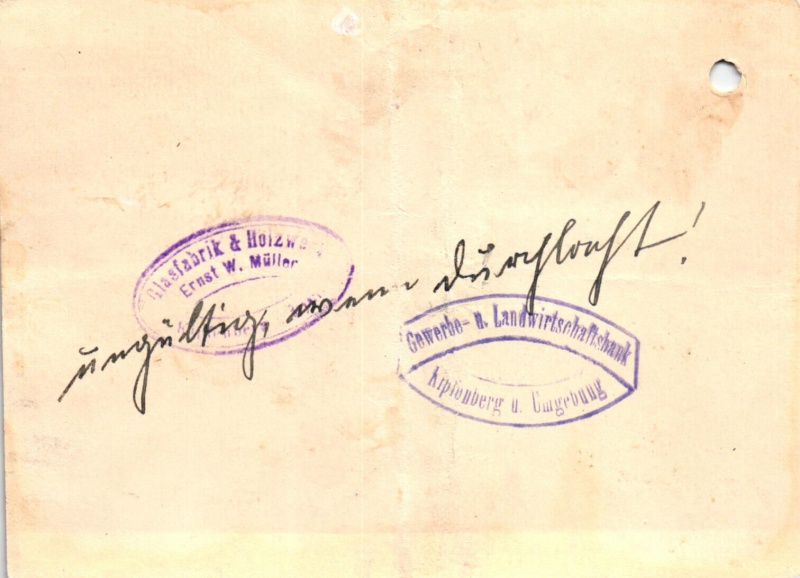 Glasfabrik & Holzw
Ernst W. Müller
ungültig, wenn durchlocht!
Gewerbe- u. Landwirtschaftsbank
Kipfenberg u. Umgebung